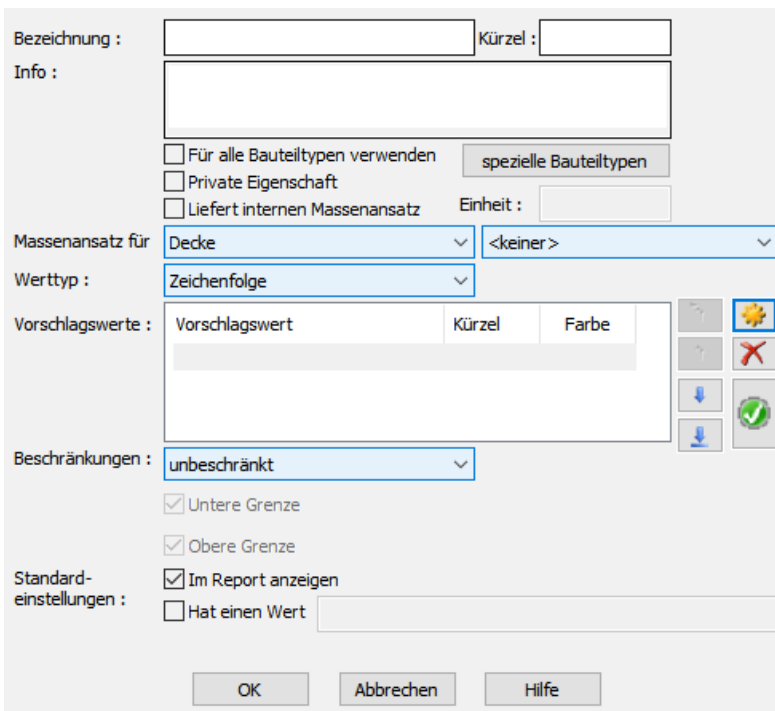 Bezeichnung : Kürzel :
Info :
Für alle Bauteiltypen verwenden spezielle Bauteiltypen
Private Eigenschaft
Liefert internen Massenansatz Einheit :
Massenansatz für Decke <keiner>
Werttyp : Zeichenfolge
Vorschlagswerte : Vorschlagswert Kürzel Farbe
Beschränkungen : unbeschränkt
Untere Grenze
Obere Grenze
Standard-
einstellungen : Im Report anzeigen
Hat einen Wert
OK Abbrechen Hilfe